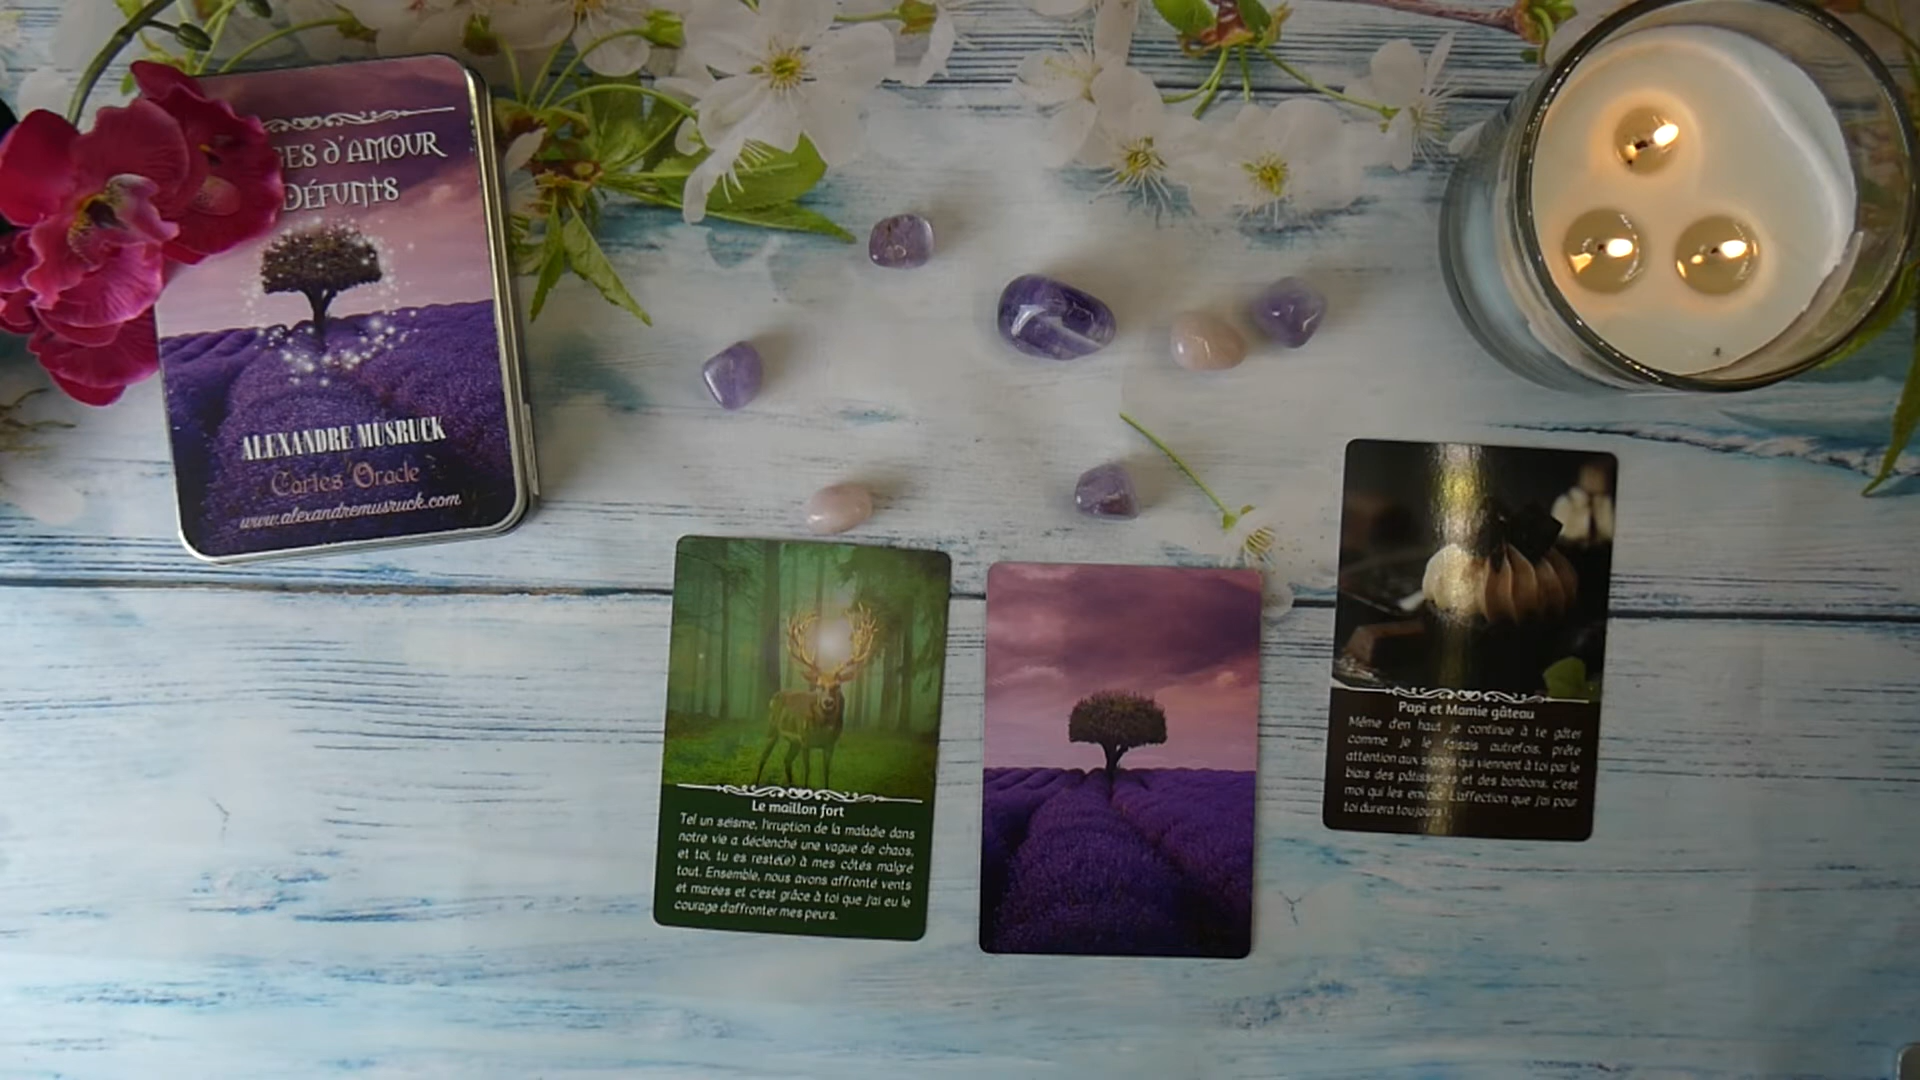 GES D'AMOUR
DÉFUNTS
ALEXANDRE MUSRUCK
Cartes Oracle
www.alexandremusruck.com
Le maillon fort
Tel un séisme, l'irruption de la maladie dans
notre vie a déclenché une vague de chaos,
et toi, tu es resté(e) à mes côtés malgré
tout. Ensemble, nous avons affronté vents
et marées et c'est grâce à toi que j'ai eu le
courage d'affronter mes peurs.
Papi et Mamie gâteau
Même d'en haut je continue à te gâter
comme je le faisais autrefois, prête
attention aux signes qui viennent à toi par le
biais des pâtisseries et des bonbons, c'est
moi qui les envoie. L'affection que j'ai pour
toi durera toujours !